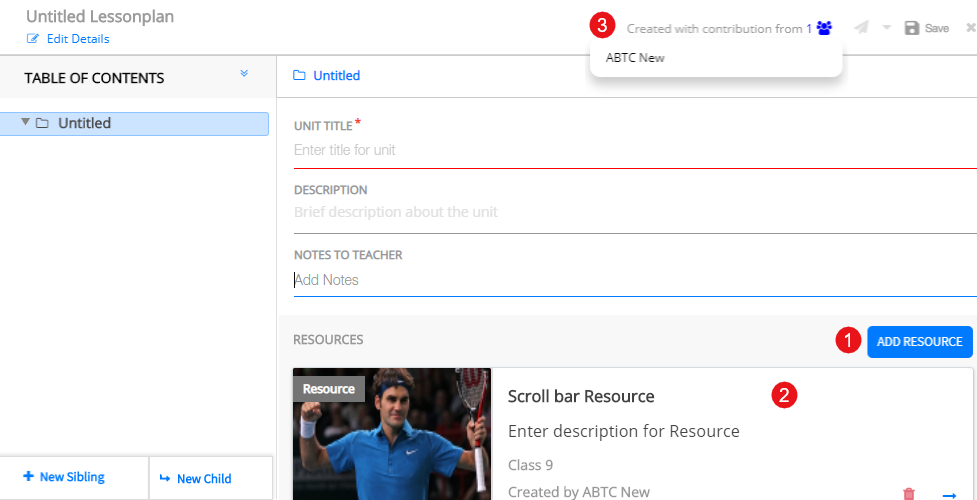 Untitled Lessonplan
Edit Details
3 Created with contribution from 1 Save
ABTC New
TABLE OF CONTENTS
Untitled
Untitled
UNIT TITLE *
Enter title for unit
DESCRIPTION
Brief description about the unit
NOTES TO TEACHER
Add Notes
RESOURCES
1 ADD RESOURCE
Resource
Scroll bar Resource 2
Enter description for Resource
Class 9
Created by ABTC New
+ New Sibling
New Child